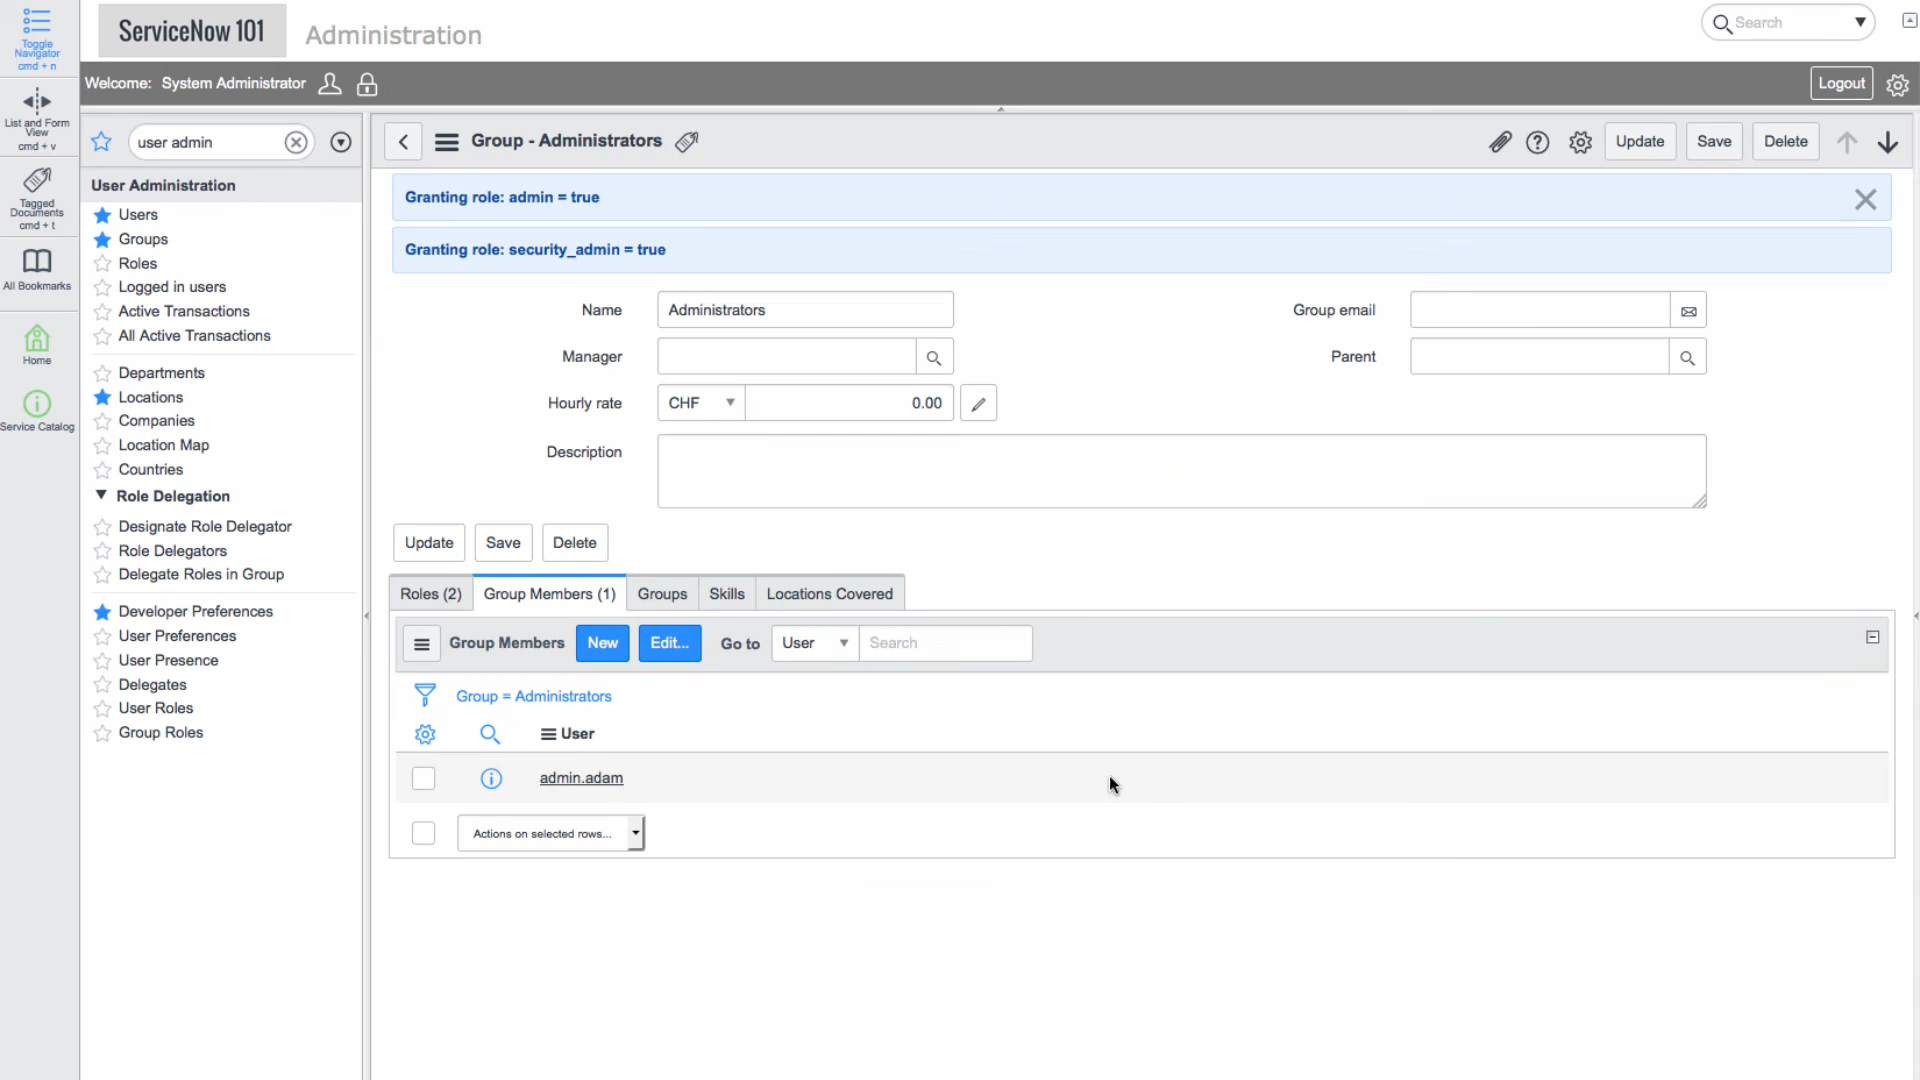 Toggle
Navigator
cmd + n
List and Form
View
cmd + v
Tagged
Documents
cmd + t
All Bookmarks
Home
Service Catalog
ServiceNow 101
Administration
Search
Welcome: System Administrator
Logout
user admin
User Administration
Users
Groups
Roles
Logged in users
Active Transactions
All Active Transactions
Departments
Locations
Companies
Location Map
Countries
Role Delegation
Designate Role Delegator
Role Delegators
Delegate Roles in Group
Developer Preferences
User Preferences
User Presence
Delegates
User Roles
Group Roles
Group - Administrators
Update Save Delete
Granting role: admin = true
Granting role: security_admin = true
Name Administrators Group email
Manager Parent
Hourly rate CHF 0.00
Description
Update Save Delete
Roles (2) Group Members (1) Groups Skills Locations Covered
Group Members New Edit... Go to User Search
Group = Administrators
User
admin.adam
Actions on selected rows...